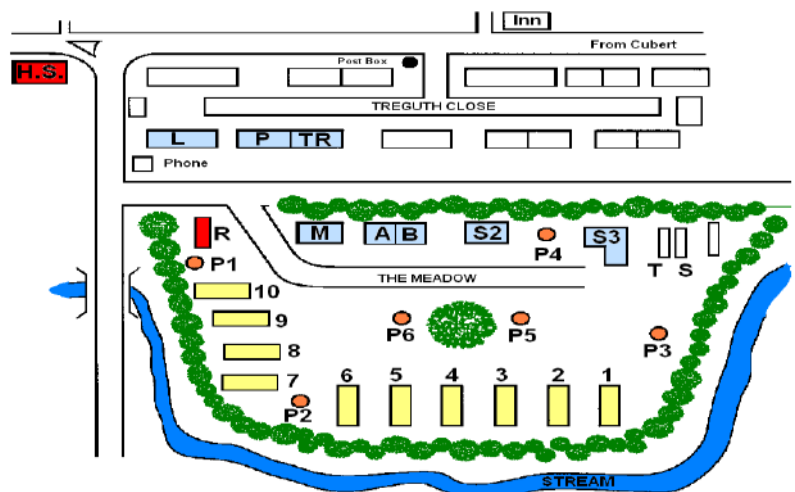 Inn
From Cubert
H.S.
Post Box
TREGUTH CLOSE
L P TR
Phone
R M A B S2 P4 S3
T S
P1
THE MEADOW
10
9 P6 P5 P3
8
7 6 5 4 3 2 1
P2
STREAM